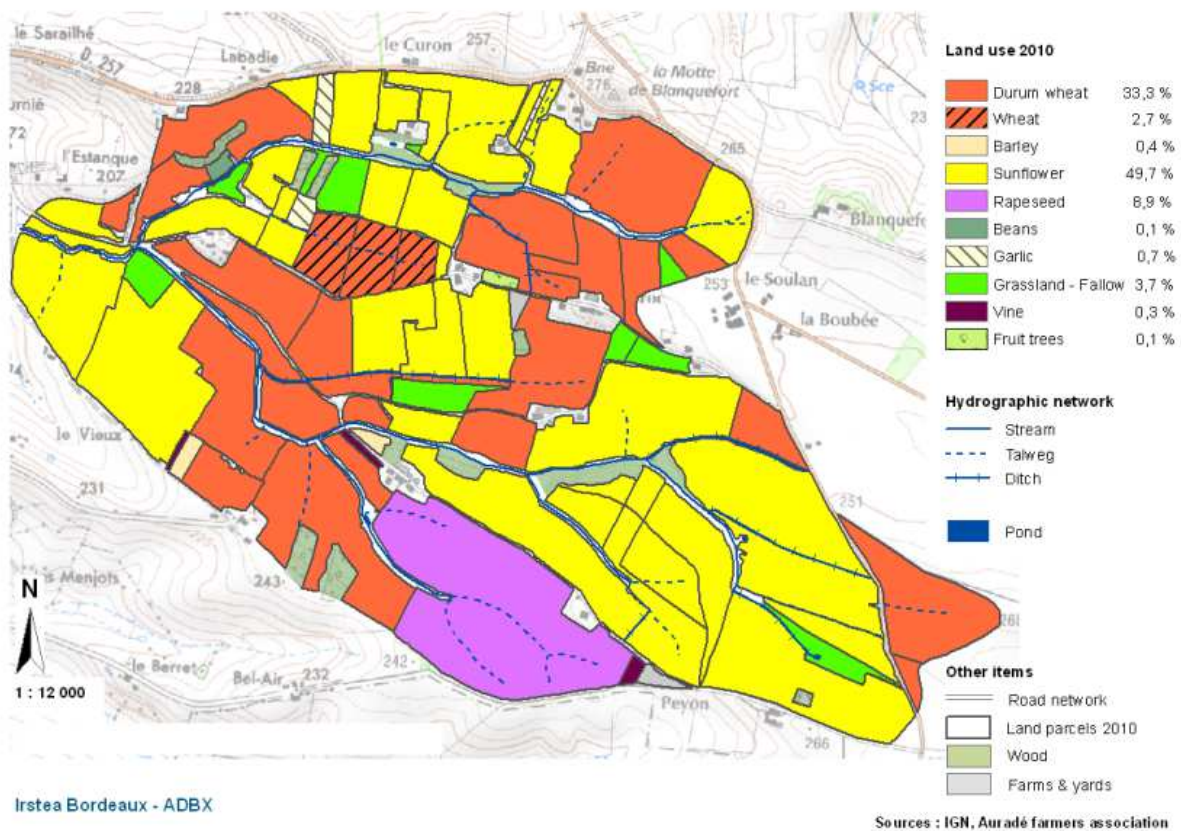 le Sarailhé
D. 257
Labadie
le Curon
257
Bne
276
la Motte
de Blanquefort
Sce
228
l'Estanque
207
265
Blanquef
253
le Soulan
la Boubée
le Vieux
231
251
243
s Menjots
N
1 : 12 000
le Berret
Bel-Air
232
242
Peyon
266
Land use 2010
Durum wheat 33,3 %
Wheat 2,7 %
Barley 0,4 %
Sunflower 49,7 %
Rapeseed 8,9 %
Beans 0,1 %
Garlic 0,7 %
Grassland - Fallow 3,7 %
Vine 0,3 %
Fruit trees 0,1 %
Hydrographic network
Stream
Talweg
Ditch
Pond
Other items
Road network
Land parcels 2010
Wood
Farms & yards
Irstea Bordeaux - ADBX
Sources : IGN, Auradé farmers association